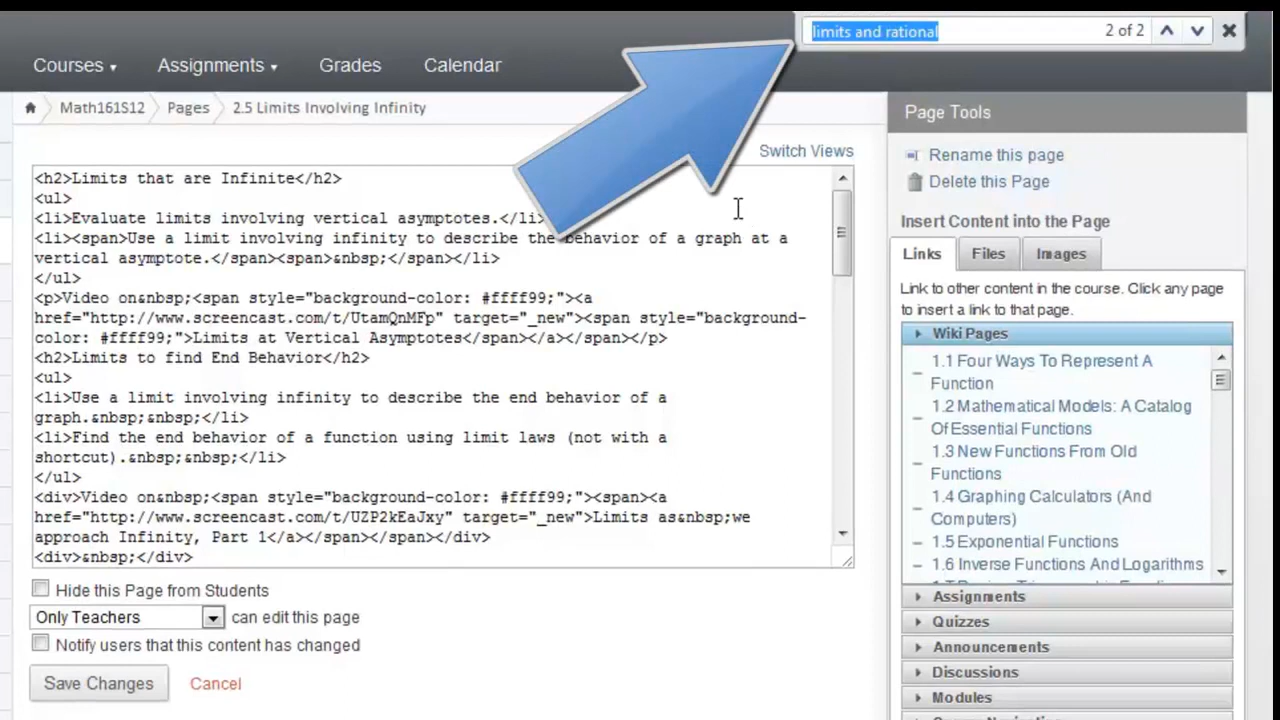 limits and rational 2 of 2
Courses Assignments Grades Calendar
Math161S12 Pages 2.5 Limits Involving Infinity
Switch Views
<h2>Limits that are Infinite</h2>
<ul>
<li>Evaluate limits involving vertical asymptotes.</li>
<li><span>Use a limit involving infinity to describe the behavior of a graph at a
vertical asymptote.</span><span>&nbsp;</span></li>
</ul>
<p>Video on&nbsp;<span style="background-color: #ffff99;"><a
href="http://www.screencast.com/t/UtamQnMFp" target="_new"><span style="background-
color: #ffff99;">Limits at Vertical Asymptotes</span></a></span></p>
<h2>Limits to find End Behavior</h2>
<ul>
<li>Use a limit involving infinity to describe the end behavior of a
graph.&nbsp;&nbsp;</li>
<li>Find the end behavior of a function using limit laws (not with a
shortcut).&nbsp;&nbsp;</li>
</ul>
<div>Video on&nbsp;<span style="background-color: #ffff99;"><span><a
href="http://www.screencast.com/t/UZP2kEaJxy" target="_new">Limits as&nbsp;we
approach Infinity, Part 1</a></span></span></div>
<div>&nbsp;</div>
Hide this Page from Students
Only Teachers can edit this page
Notify users that this content has changed
Save Changes Cancel
Page Tools
Rename this page
Delete this Page
Insert Content into the Page
Links Files Images
Link to other content in the course. Click any page
to insert a link to that page.
Wiki Pages
1.1 Four Ways To Represent A
Function
1.2 Mathematical Models: A Catalog
Of Essential Functions
1.3 New Functions From Old
Functions
1.4 Graphing Calculators (And
Computers)
1.5 Exponential Functions
1.6 Inverse Functions And Logarithms
Assignments
Quizzes
Announcements
Discussions
Modules